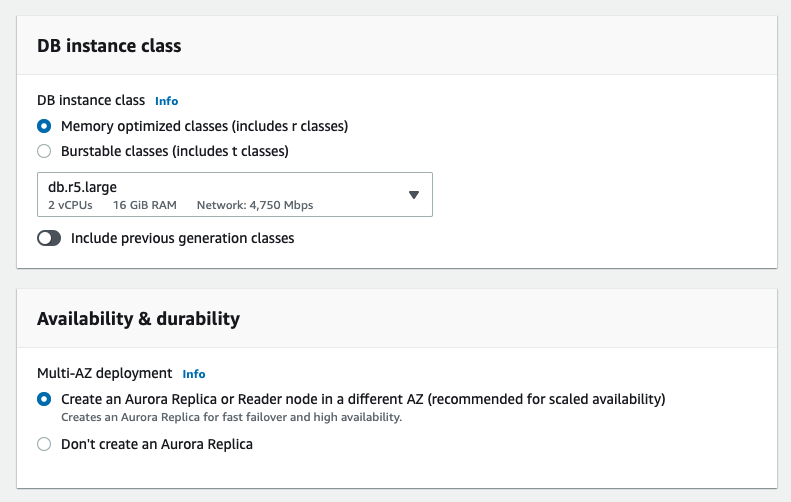 DB instance class
DB instance class Info
Memory optimized classes (includes r classes)
Burstable classes (includes t classes)
db.r5.large
2 vCPUs 16 GiB RAM Network: 4,750 Mbps
Include previous generation classes
Availability & durability
Multi-AZ deployment Info
Create an Aurora Replica or Reader node in a different AZ (recommended for scaled availability)
Creates an Aurora Replica for fast failover and high availability.
Don't create an Aurora Replica